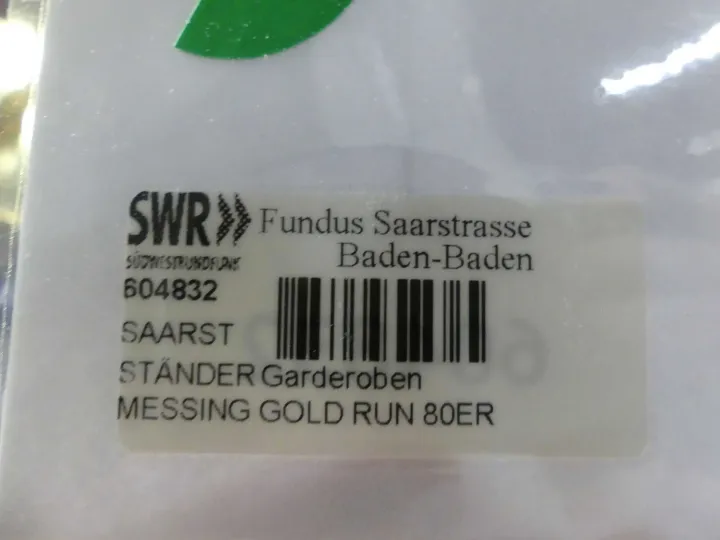 SWR» Fundus Saarstrasse
SÜDWESTRUNDFUNK Baden-Baden
604832
SAARST
STÄNDER Garderoben
MESSING GOLD RUN 80ER